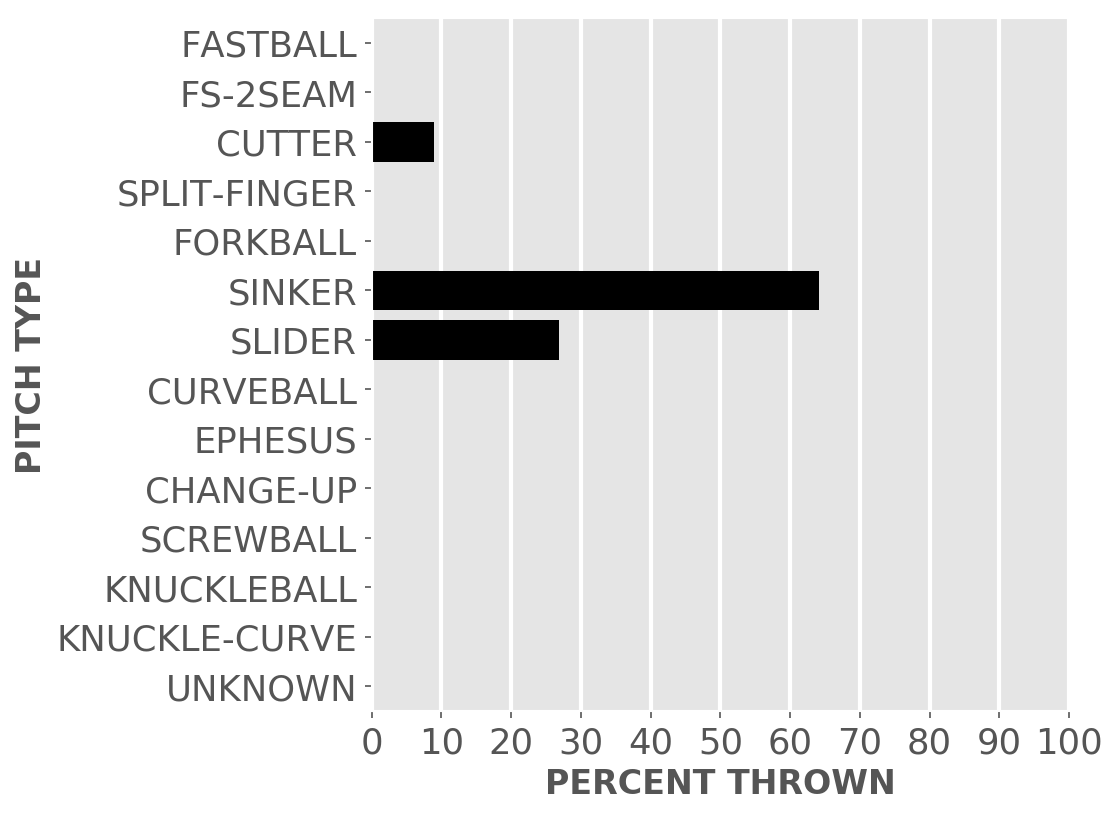 FASTBALL
FS-2SEAM
CUTTER
SPLIT-FINGER
FORKBALL
SINKER
SLIDER
CURVEBALL
EPHESUS
CHANGE-UP
SCREWBALL
KNUCKLEBALL
KNUCKLE-CURVE
UNKNOWN
PITCH TYPE
0 10 20 30 40 50 60 70 80 90 100
PERCENT THROWN